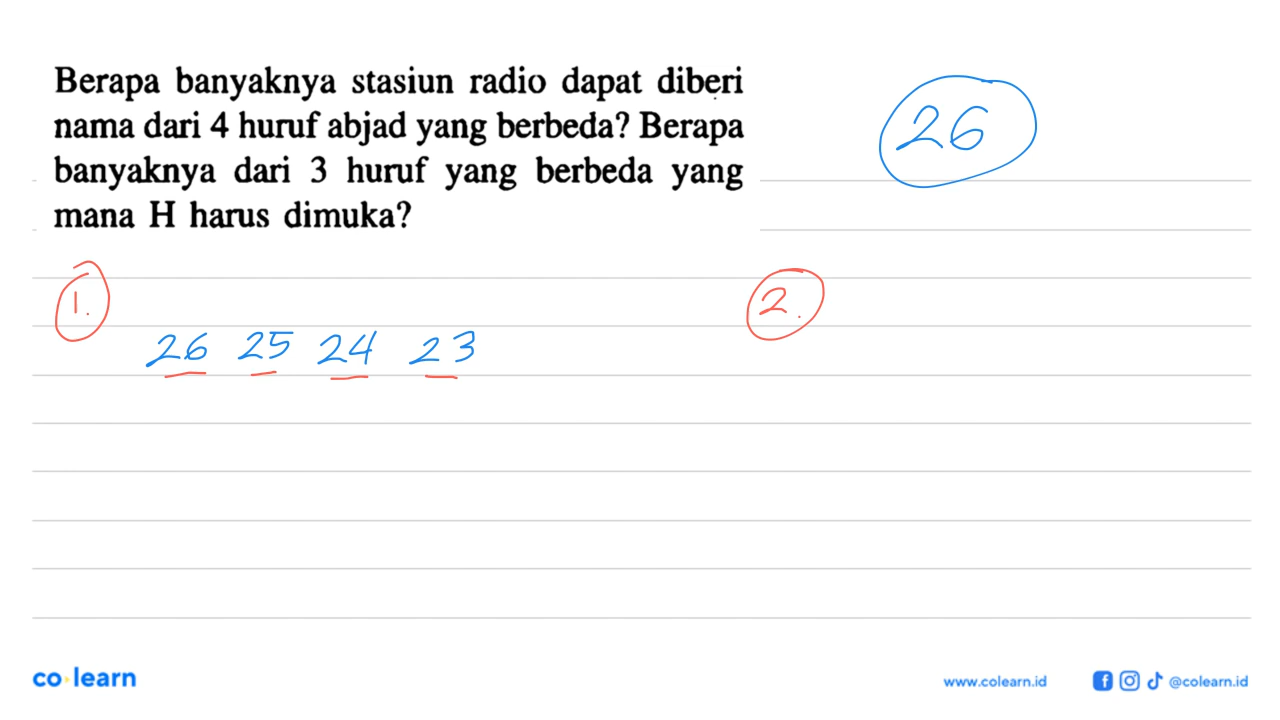 Berapa banyaknya stasiun radio dapat diberi
nama dari 4 huruf abjad yang berbeda? Berapa
banyaknya dari 3 huruf yang berbeda yang
mana H harus dimuka?
26
1.
2.
26 25 24 23
co learn
www.colearn.id
@colearn.id